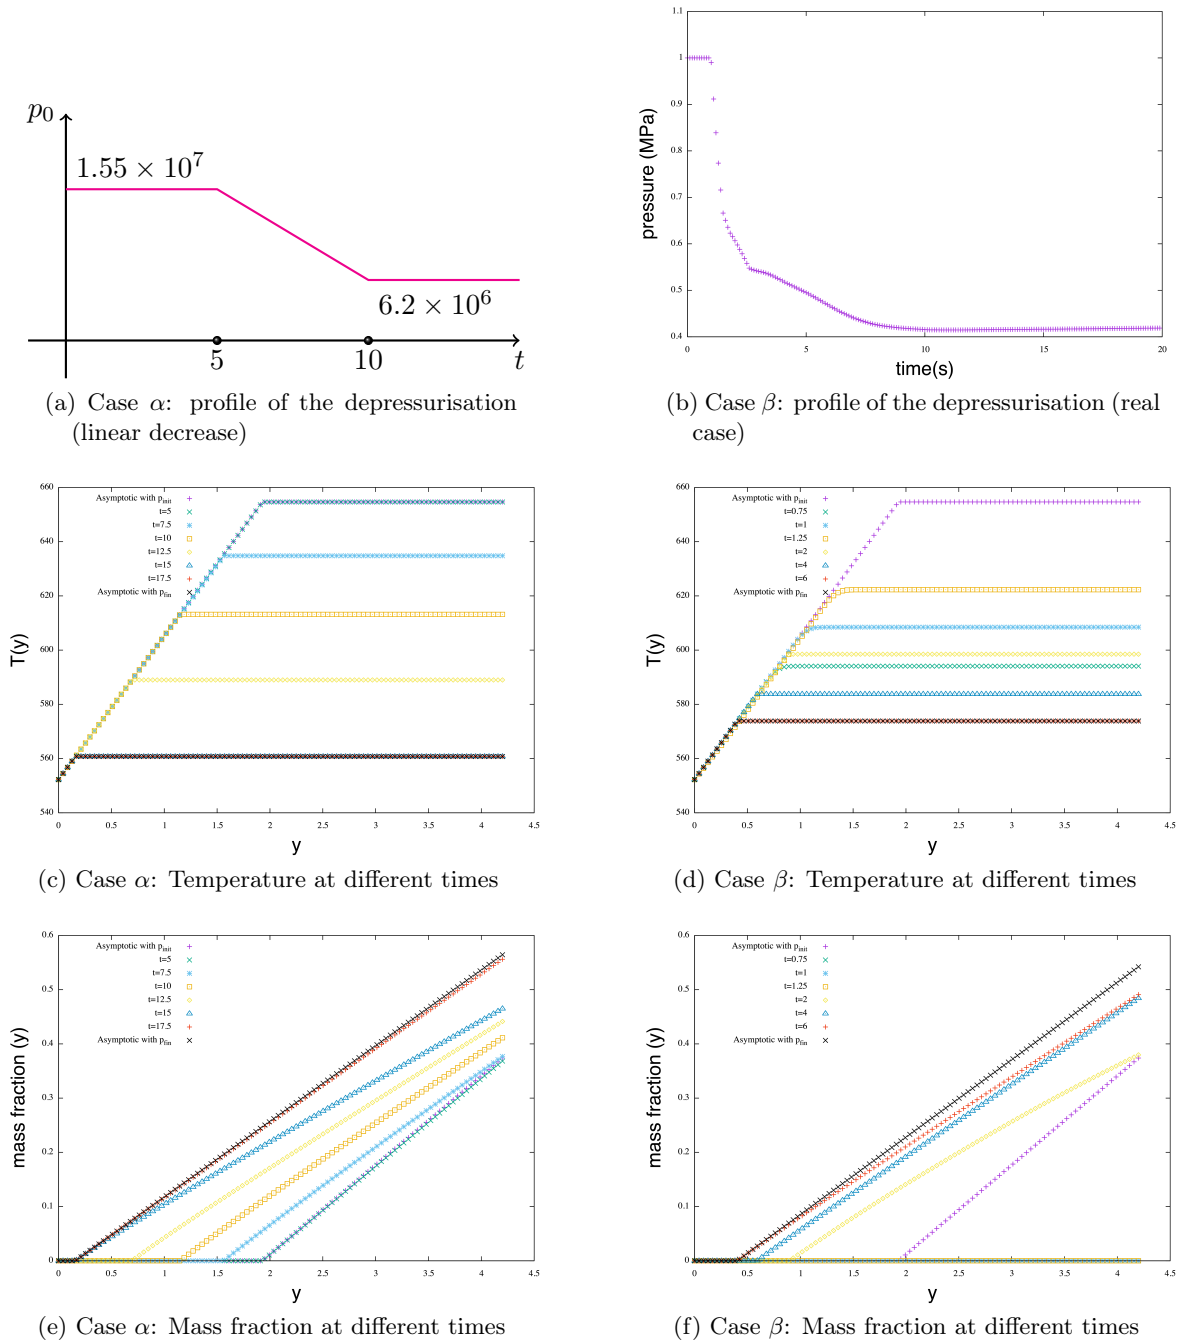 p₀
1.55 × 10⁷
6.2 × 10⁶
5
10
t
(a) Case α: profile of the depressurisation
(linear decrease)
1.1
1
0.9
0.8
0.7
0.6
0.5
0.4
pressure (MPa)
0
5
10
15
20
time(s)
(b) Case β: profile of the depressurisation (real
case)
660
640
620
600
580
560
540
T(y)
Asymptotic with p_init
t=5
t=7.5
t=10
t=12.5
t=15
t=17.5
Asymptotic with p_fin
0 0.5 1 1.5 2 2.5 3 3.5 4 4.5
y
(c) Case α: Temperature at different times
660
640
620
600
580
560
540
T(y)
Asymptotic with p_init
t=0.75
t=1
t=1.25
t=2
t=4
t=6
Asymptotic with p_fin
0 0.5 1 1.5 2 2.5 3 3.5 4 4.5
y
(d) Case β: Temperature at different times
0.6
0.5
0.4
0.3
0.2
0.1
0
mass fraction (y)
Asymptotic with p_init
t=5
t=7.5
t=10
t=12.5
t=15
t=17.5
Asymptotic with p_fin
0 0.5 1 1.5 2 2.5 3 3.5 4 4.5
y
(e) Case α: Mass fraction at different times
0.6
0.5
0.4
0.3
0.2
0.1
0
mass fraction (y)
Asymptotic with p_init
t=0.75
t=1
t=1.25
t=2
t=4
t=6
Asymptotic with p_fin
0 0.5 1 1.5 2 2.5 3 3.5 4 4.5
y
(f) Case β: Mass fraction at different times